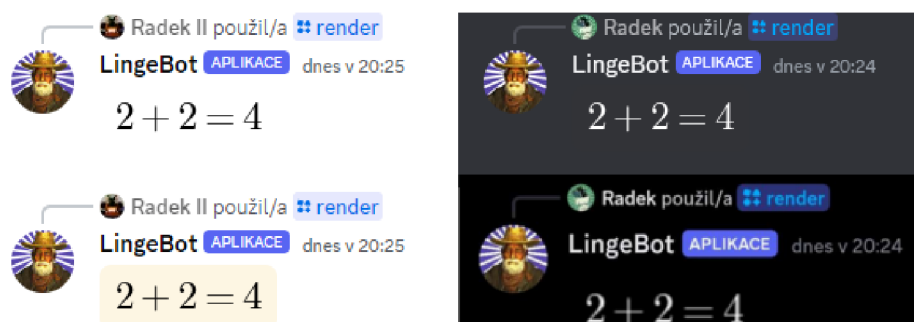 Radek II použil/a render
LingeBot APLIKACE dnes v 20:25
2 + 2 = 4
Radek použil/a render
LingeBot APLIKACE dnes v 20:24
2 + 2 = 4
Radek II použil/a render
LingeBot APLIKACE dnes v 20:25
2 + 2 = 4
Radek použil/a render
LingeBot APLIKACE dnes v 20:24
2 + 2 = 4